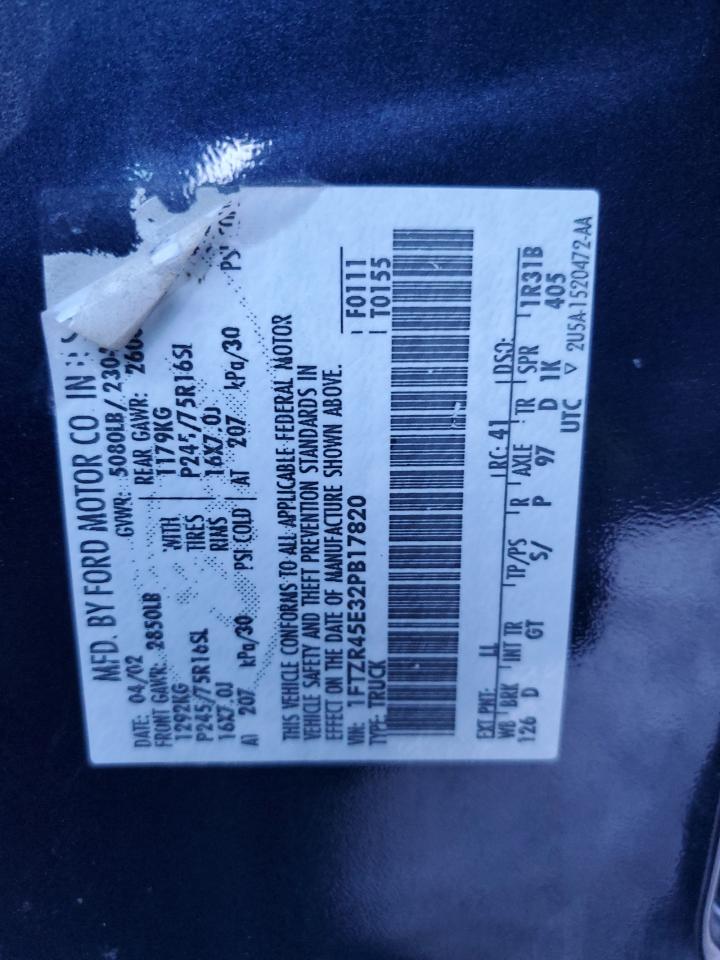 MFD. BY FORD MOTOR CO. IN
DATE: 04/02 GVWR: 5080LB / 230
FRONT GAWR: 2850LB REAR GAWR: 260
1292KG WITH 1179KG
P245/75R16SL TIRES P245/75R16SL
16X7.0J RIMS 16X7.0J
AT 207 kPa/30 PSI COLD AT 207 kPa/30 PSI COLD
THIS VEHICLE CONFORMS TO ALL APPLICABLE FEDERAL MOTOR
VEHICLE SAFETY AND THEFT PREVENTION STANDARDS IN
EFFECT ON THE DATE OF MANUFACTURE SHOWN ABOVE.
VIN: 1FTZR45E32PB17820 F0111
TYPE: TRUCK T0155
EXT PNT: LL RC: 41 DSO:
WB BRK INT TR TP/PS R AXLE TR SPR 1R31B
126 D GT S/ P 97 D 1K 405
UTC ▽ 2U5A-1520472-AA